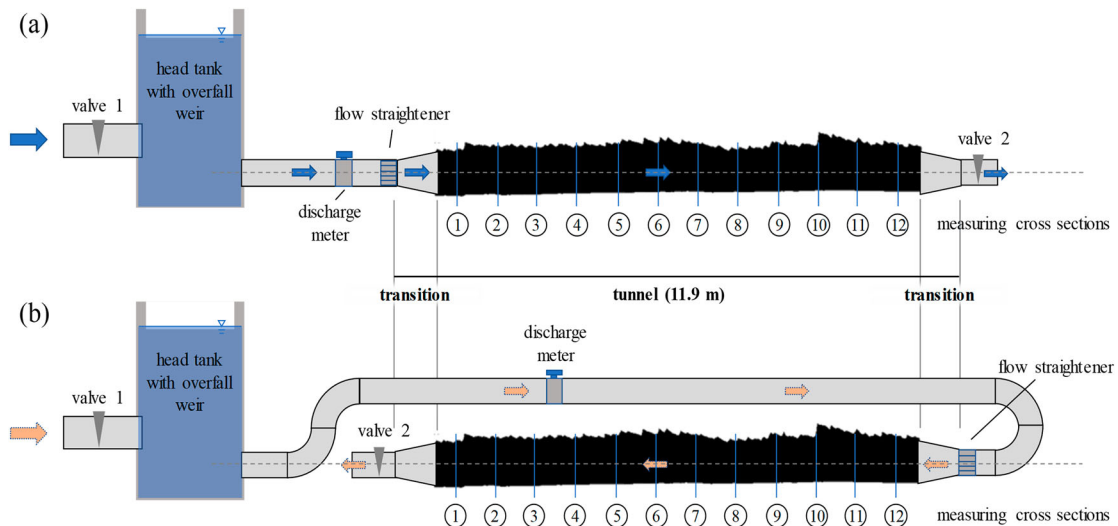 (a)
head tank
with overfall
weir
valve 1
flow straightener
discharge
meter
valve 2
1 2 3 4 5 6 7 8 9 10 11 12
measuring cross sections
transition
tunnel (11.9 m)
transition
(b)
head tank
with overfall
weir
valve 1
discharge
meter
flow straightener
valve 2
1 2 3 4 5 6 7 8 9 10 11 12
measuring cross sections